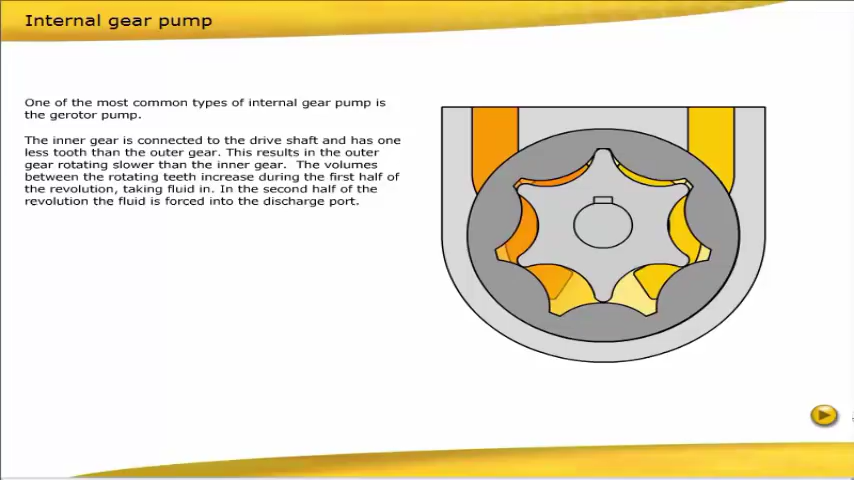 Internal gear pump
One of the most common types of internal gear pump is
the gerotor pump.
The inner gear is connected to the drive shaft and has one
less tooth than the outer gear. This results in the outer
gear rotating slower than the inner gear. The volumes
between the rotating teeth increase during the first half of
the revolution, taking fluid in. In the second half of the
revolution the fluid is forced into the discharge port.